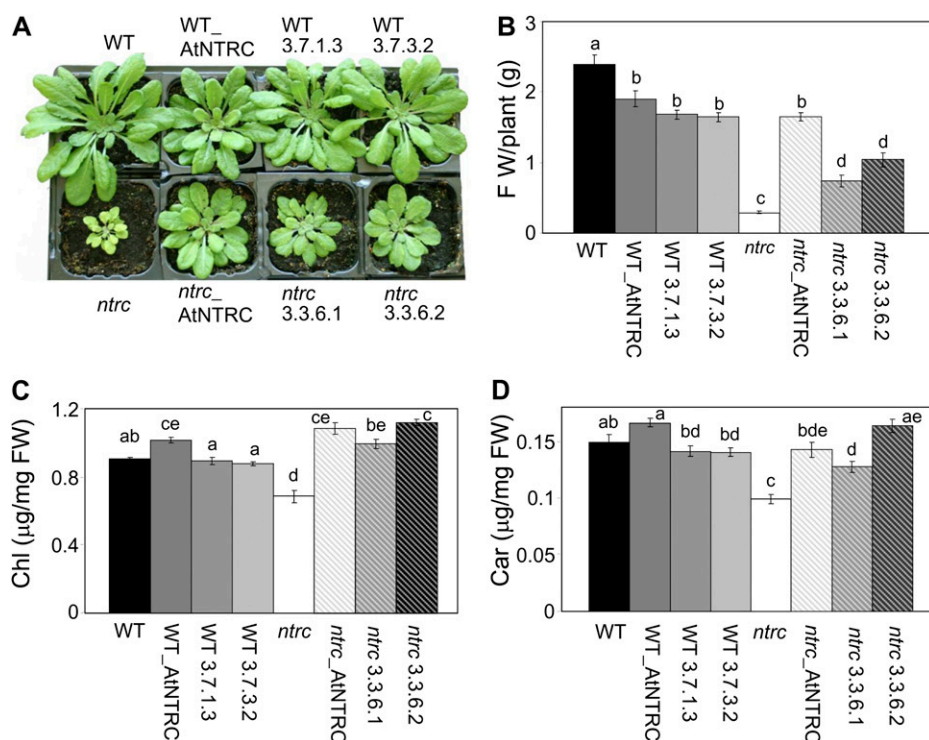 A
WT
WT_
AtNTRC
WT
3.7.1.3
WT
3.7.3.2
ntrc
ntrc_
AtNTRC
ntrc
3.3.6.1
ntrc
3.3.6.2
B
F W/plant (g)
3
2
1
0
a
b
b
b
c
b
d
d
WT
WT_AtNTRC
WT 3.7.1.3
WT 3.7.3.2
ntrc
ntrc_AtNTRC
ntrc 3.3.6.1
ntrc 3.3.6.2
C
Chl (µg/mg FW)
1.2
0.8
0.4
0
ab
ce
a
a
d
ce
be
c
WT
WT_AtNTRC
WT 3.7.1.3
WT 3.7.3.2
ntrc
ntrc_AtNTRC
ntrc 3.3.6.1
ntrc 3.3.6.2
D
Car (µg/mg FW)
0.15
0.1
0.05
0
ab
a
bd
bd
c
bde
d
ae
WT
WT_AtNTRC
WT 3.7.1.3
WT 3.7.3.2
ntrc
ntrc_AtNTRC
ntrc 3.3.6.1
ntrc 3.3.6.2